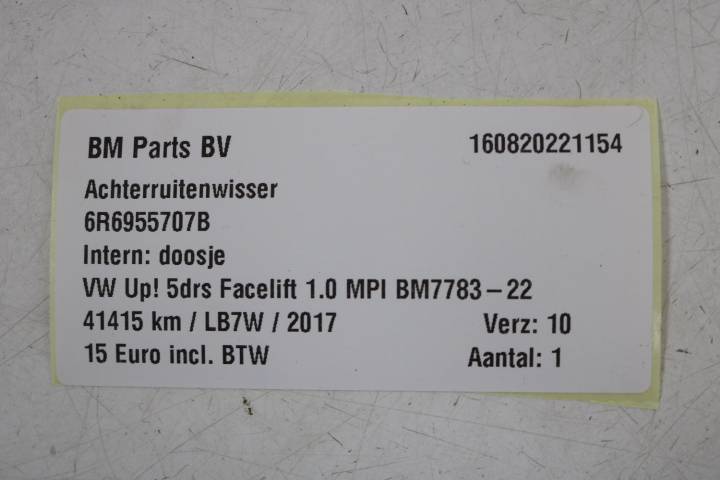 BM Parts BV 160820221154
Achterruitenwisser
6R6955707B
Intern: doosje
VW Up! 5drs Facelift 1.0 MPI BM7783-22
41415 km / LB7W / 2017 Verz: 10
15 Euro incl. BTW Aantal: 1